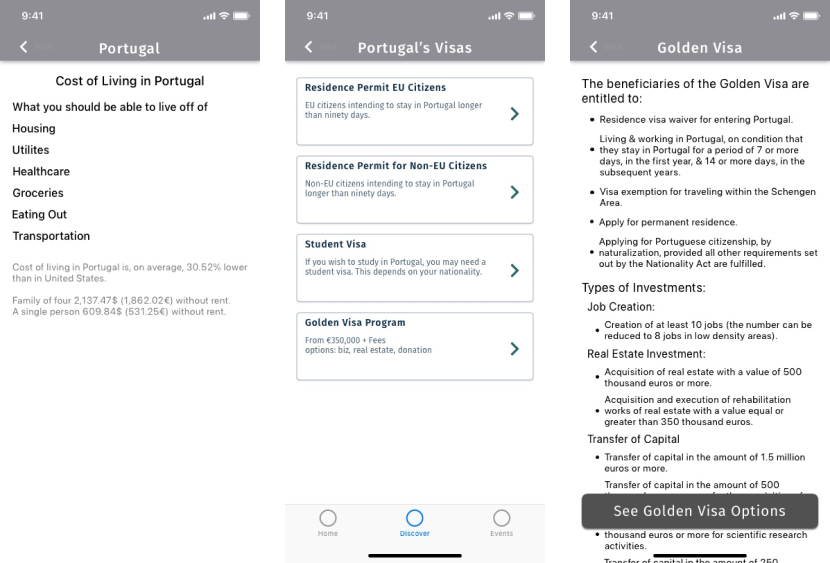 9:41
Portugal
Cost of Living in Portugal
What you should be able to live off of
Housing
Utilites
Healthcare
Groceries
Eating Out
Transportation
Cost of living in Portugal is, on average, 30.52% lower
than in United States.
Family of four 2,137.47$ (1,862.02€) without rent.
A single person 609.84$ (531.25€) without rent.
9:41
Portugal's Visas
Residence Permit EU Citizens
EU citizens intending to stay in Portugal longer
than ninety days.
Residence Permit for Non-EU Citizens
Non-EU citizens intending to stay in Portugal
longer than ninety days.
Student Visa
If you wish to study in Portugal, you may need a
student visa. This depends on your nationality.
Golden Visa Program
From €350,000 + Fees
options: biz, real estate, donation
Home
Discover
Events
9:41
Golden Visa
The beneficiaries of the Golden Visa are
entitled to:
• Residence visa waiver for entering Portugal.
Living & working in Portugal, on condition that
• they stay in Portugal for a period of 7 or more
days, in the first year, & 14 or more days, in the
subsequent years.
• Visa exemption for traveling within the Schengen
Area.
• Apply for permanent residence.
Applying for Portuguese citizenship, by
• naturalization, provided all other requirements set
out by the Nationality Act are fulfilled.
Types of Investments:
Job Creation:
• Creation of at least 10 jobs (the number can be
reduced to 8 jobs in low density areas).
Real Estate Investment:
• Acquisition of real estate with a value of 500
thousand euros or more.
Acquisition and execution of rehabilitation
• works of real estate with a value equal or
greater than 350 thousand euros.
Transfer of Capital
• Transfer of capital in the amount of 1.5 million
euros or more.
Transfer of capital in the amount of 500
See Golden Visa Options
thousand euros or more for scientific research
activities.
Transfer of capital in the amount of 250